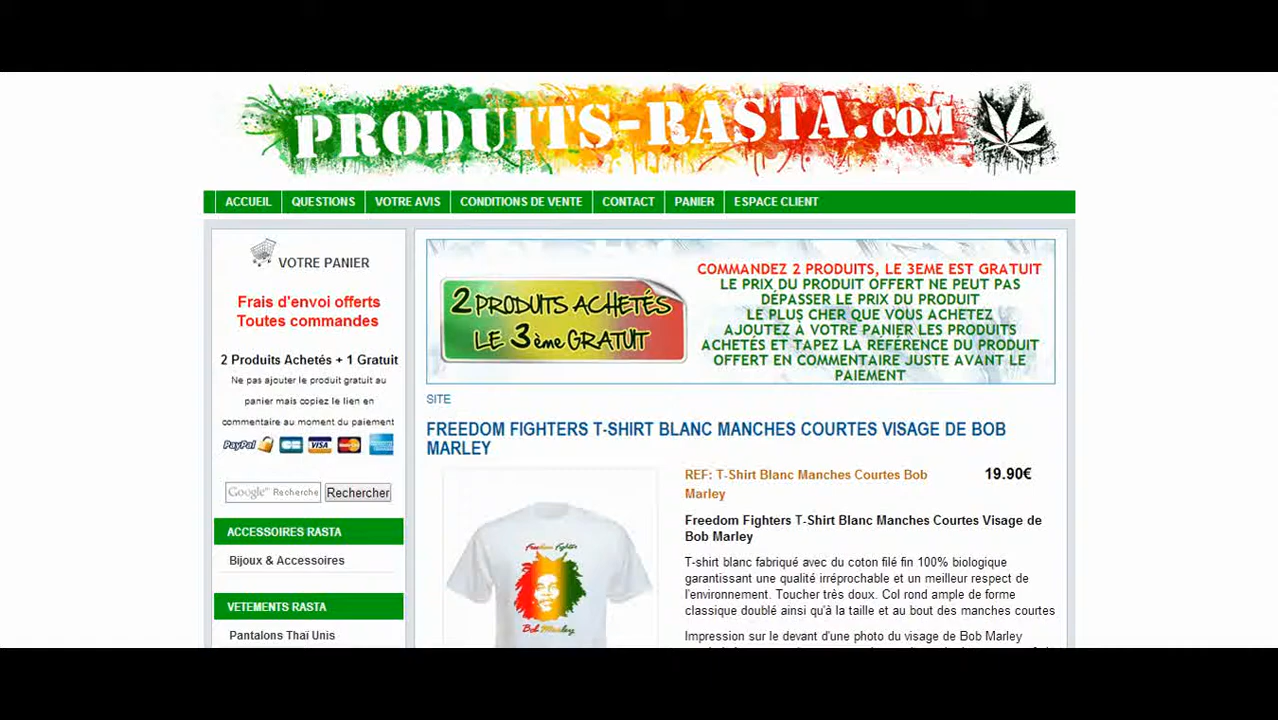 PRODUITS-RASTA.COM
ACCUEIL QUESTIONS VOTRE AVIS CONDITIONS DE VENTE CONTACT PANIER ESPACE CLIENT
VOTRE PANIER
Frais d'envoi offerts
Toutes commandes
2 Produits Achetés + 1 Gratuit
Ne pas ajouter le produit gratuit au
panier mais copiez le lien en
commentaire au moment du paiement
PayPal CB VISA MasterCard
Google Recherche Rechercher
ACCESSOIRES RASTA
Bijoux & Accessoires
VETEMENTS RASTA
Pantalons Thaï Unis
2 PRODUITS ACHETÉS
LE 3ème GRATUIT
COMMANDEZ 2 PRODUITS, LE 3EME EST GRATUIT
LE PRIX DU PRODUIT OFFERT NE PEUT PAS
DÉPASSER LE PRIX DU PRODUIT
LE PLUS CHER QUE VOUS ACHETEZ
AJOUTEZ À VOTRE PANIER LES PRODUITS
ACHETÉS ET TAPEZ LA RÉFÉRENCE DU PRODUIT
OFFERT EN COMMENTAIRE JUSTE AVANT LE
PAIEMENT
SITE
FREEDOM FIGHTERS T-SHIRT BLANC MANCHES COURTES VISAGE DE BOB
MARLEY
Freedom Fighters
Bob Marley
REF: T-Shirt Blanc Manches Courtes Bob
Marley
19.90€
Freedom Fighters T-Shirt Blanc Manches Courtes Visage de
Bob Marley
T-shirt blanc fabriqué avec du coton filé fin 100% biologique
garantissant une qualité irréprochable et un meilleur respect de
l'environnement. Toucher très doux. Col rond ample de forme
classique doublé ainsi qu'à la taille et au bout des manches courtes
Impression sur le devant d'une photo du visage de Bob Marley